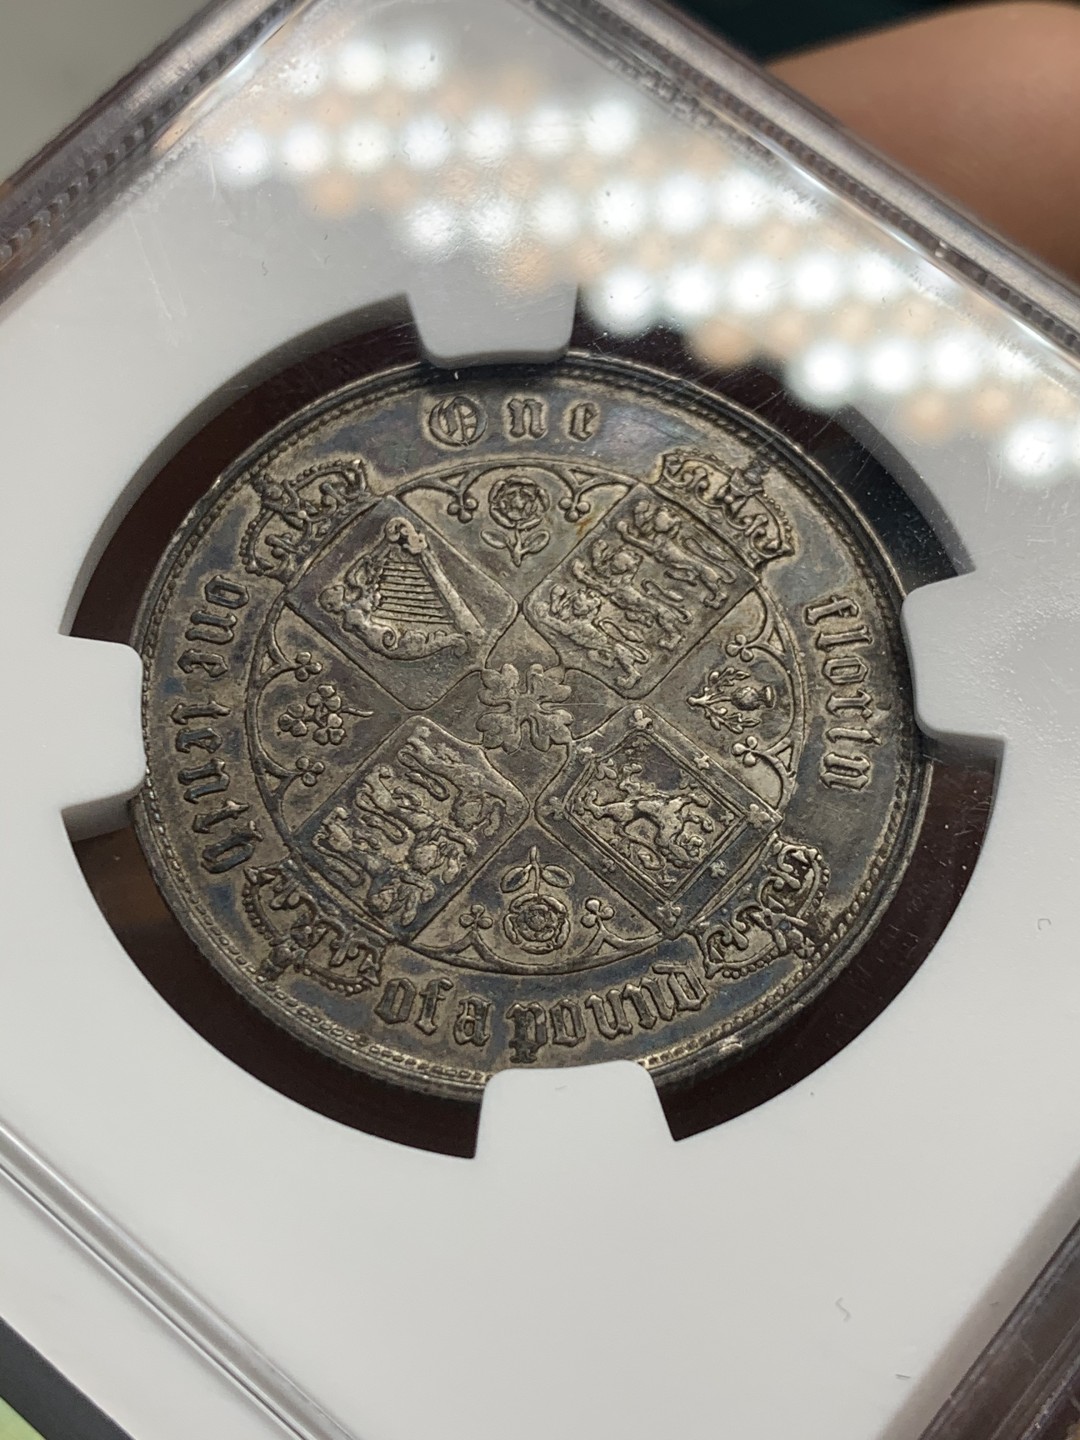 One
florin
one tenth
of a pound